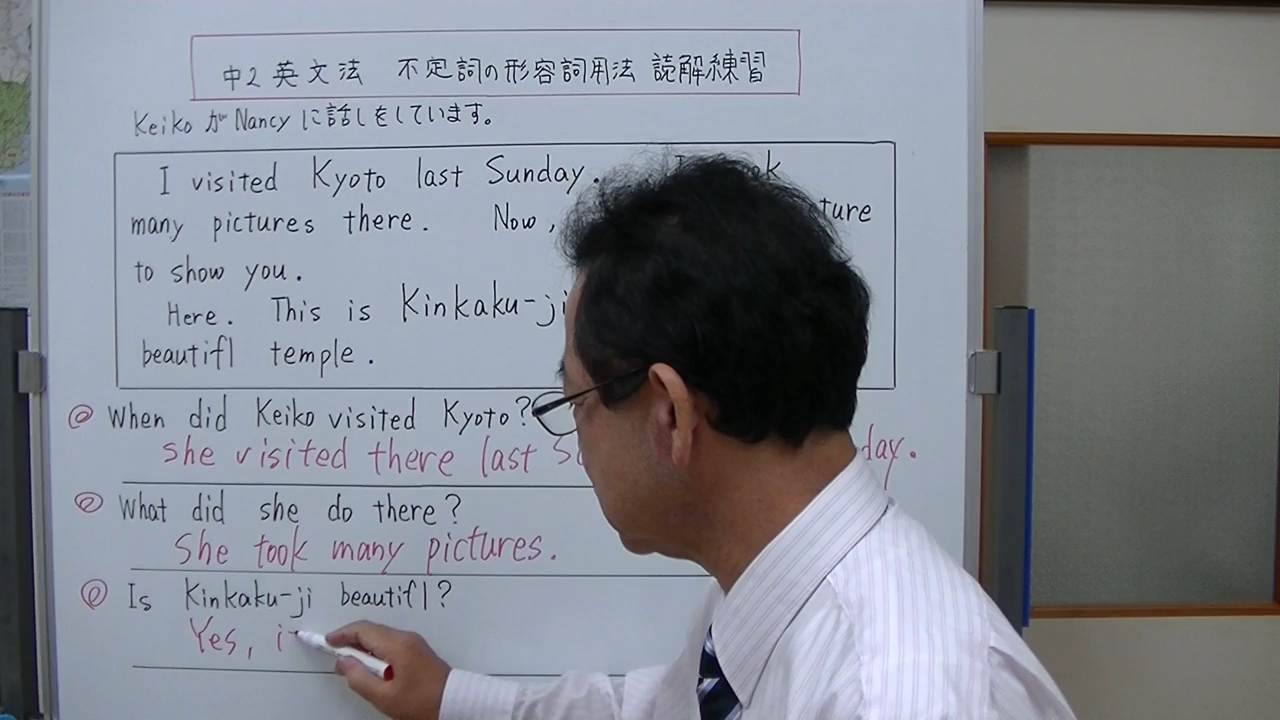 中2 英文法 不定詞の形容詞用法 読解練習
Keiko が Nancy に話しをしています。
I visited Kyoto last Sunday.
many pictures there. Now,
to show you.
Here. This is Kinkaku-ji
beautifl temple.
When did Keiko visited Kyoto?
she visited there last
What did she do there?
She took many pictures.
Is Kinkaku-ji beautifl?
Yes, it